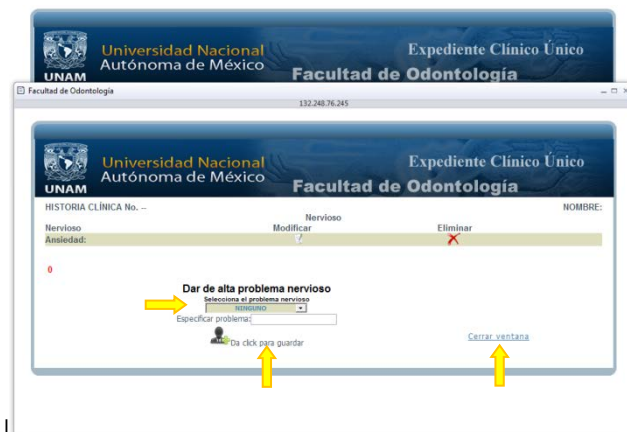 Universidad Nacional
Autónoma de México
Expediente Clínico Único
UNAM
Facultad de Odontología
Facultad de Odontología
132.248.76.245
Universidad Nacional
Autónoma de México
Expediente Clínico Único
UNAM
Facultad de Odontología
HISTORIA CLÍNICA No. --
NOMBRE:
Nervioso
Nervioso Modificar Eliminar
Ansiedad:
0
Dar de alta problema nervioso
Selecciona el problema nervioso
NINGUNO
Especificar problema:
Da click para guardar
Cerrar ventana